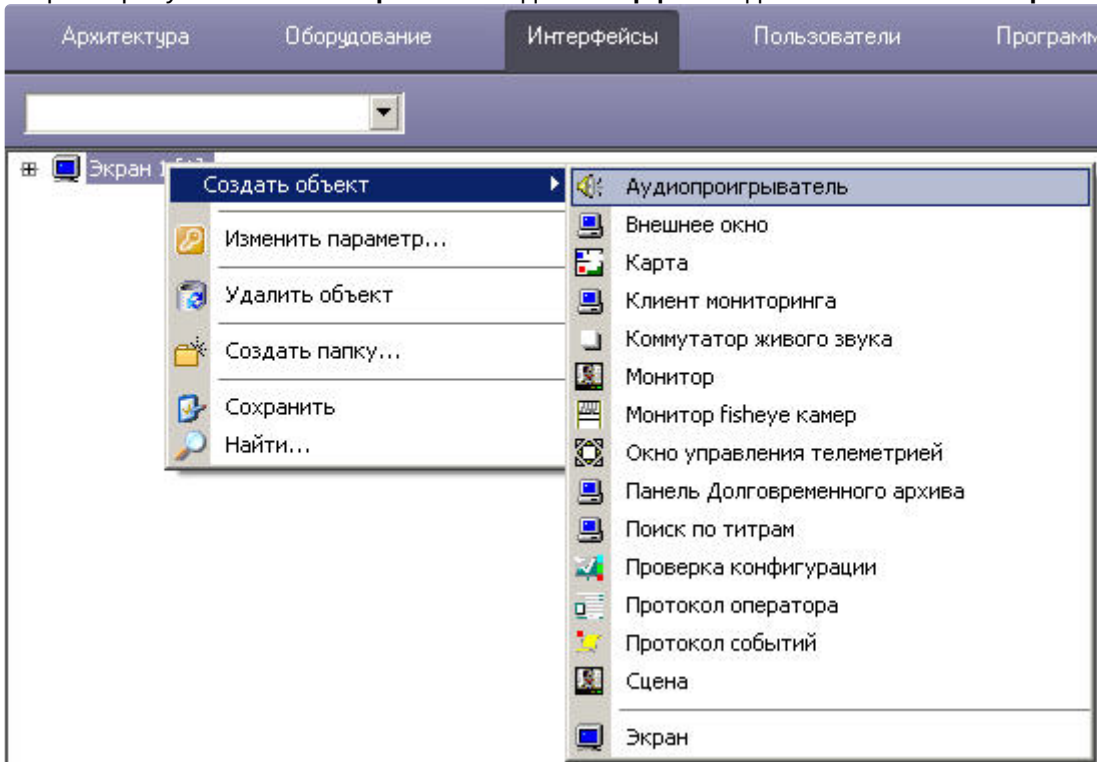 Архитектура Оборудование Интерфейсы Пользователи
Экран
Создать объект
Изменить параметр...
Удалить объект
Создать папку...
Сохранить
Найти...
Аудиопроигрыватель
Внешнее окно
Карта
Клиент мониторинга
Коммутатор живого звука
Монитор
Монитор fisheye камер
Окно управления телеметрией
Панель Долговременного архива
Поиск по титрам
Проверка конфигурации
Протокол оператора
Протокол событий
Сцена
Экран